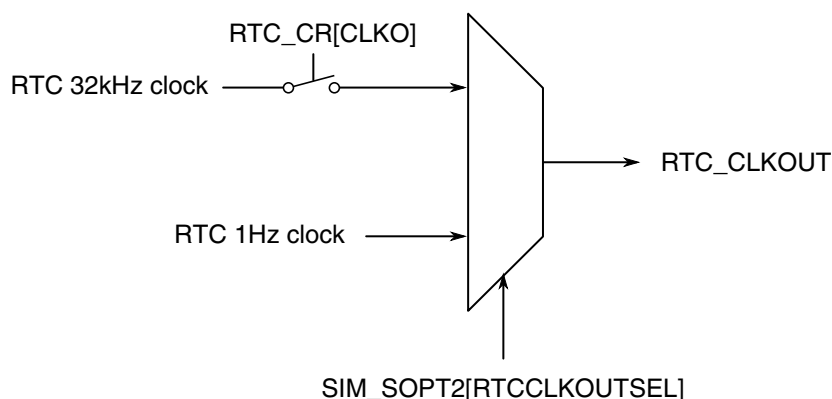 RTC_CR[CLKO]
RTC 32kHz clock
RTC_CLKOUT
RTC 1Hz clock
SIM_SOPT2[RTCCLKOUTSEL]